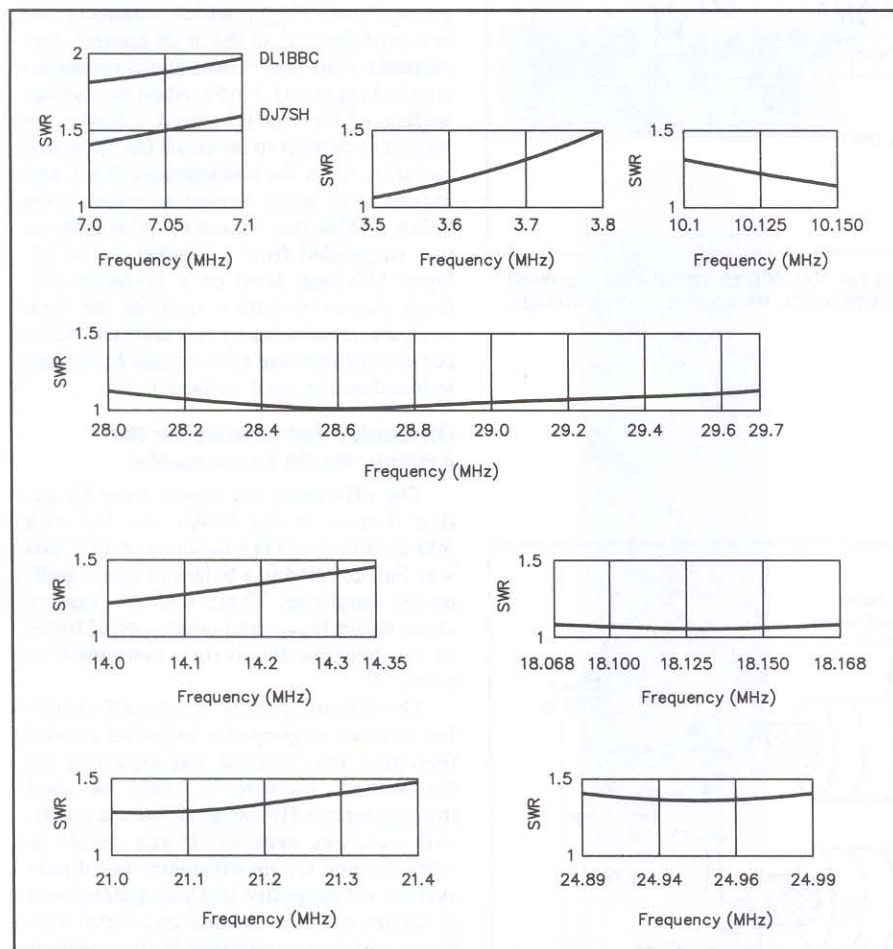 2
DL1BBC
DJ7SH
SWR
1.5
1
7.0 7.05 7.1
Frequency (MHz)
1.5
SWR
1
3.5 3.6 3.7 3.8
Frequency (MHz)
1.5
SWR
1
10.1 10.125 10.150
Frequency (MHz)
1.5
SWR
1
28.0 28.2 28.4 28.6 28.8 29.0 29.2 29.4 29.6 29.7
Frequency (MHz)
1.5
SWR
1
14.0 14.1 14.2 14.3 14.35
Frequency (MHz)
1.5
SWR
1
18.068 18.100 18.125 18.150 18.168
Frequency (MHz)
1.5
SWR
1
21.0 21.1 21.2 21.3 21.4
Frequency (MHz)
1.5
SWR
1
24.89 24.94 24.96 24.99
Frequency (MHz)